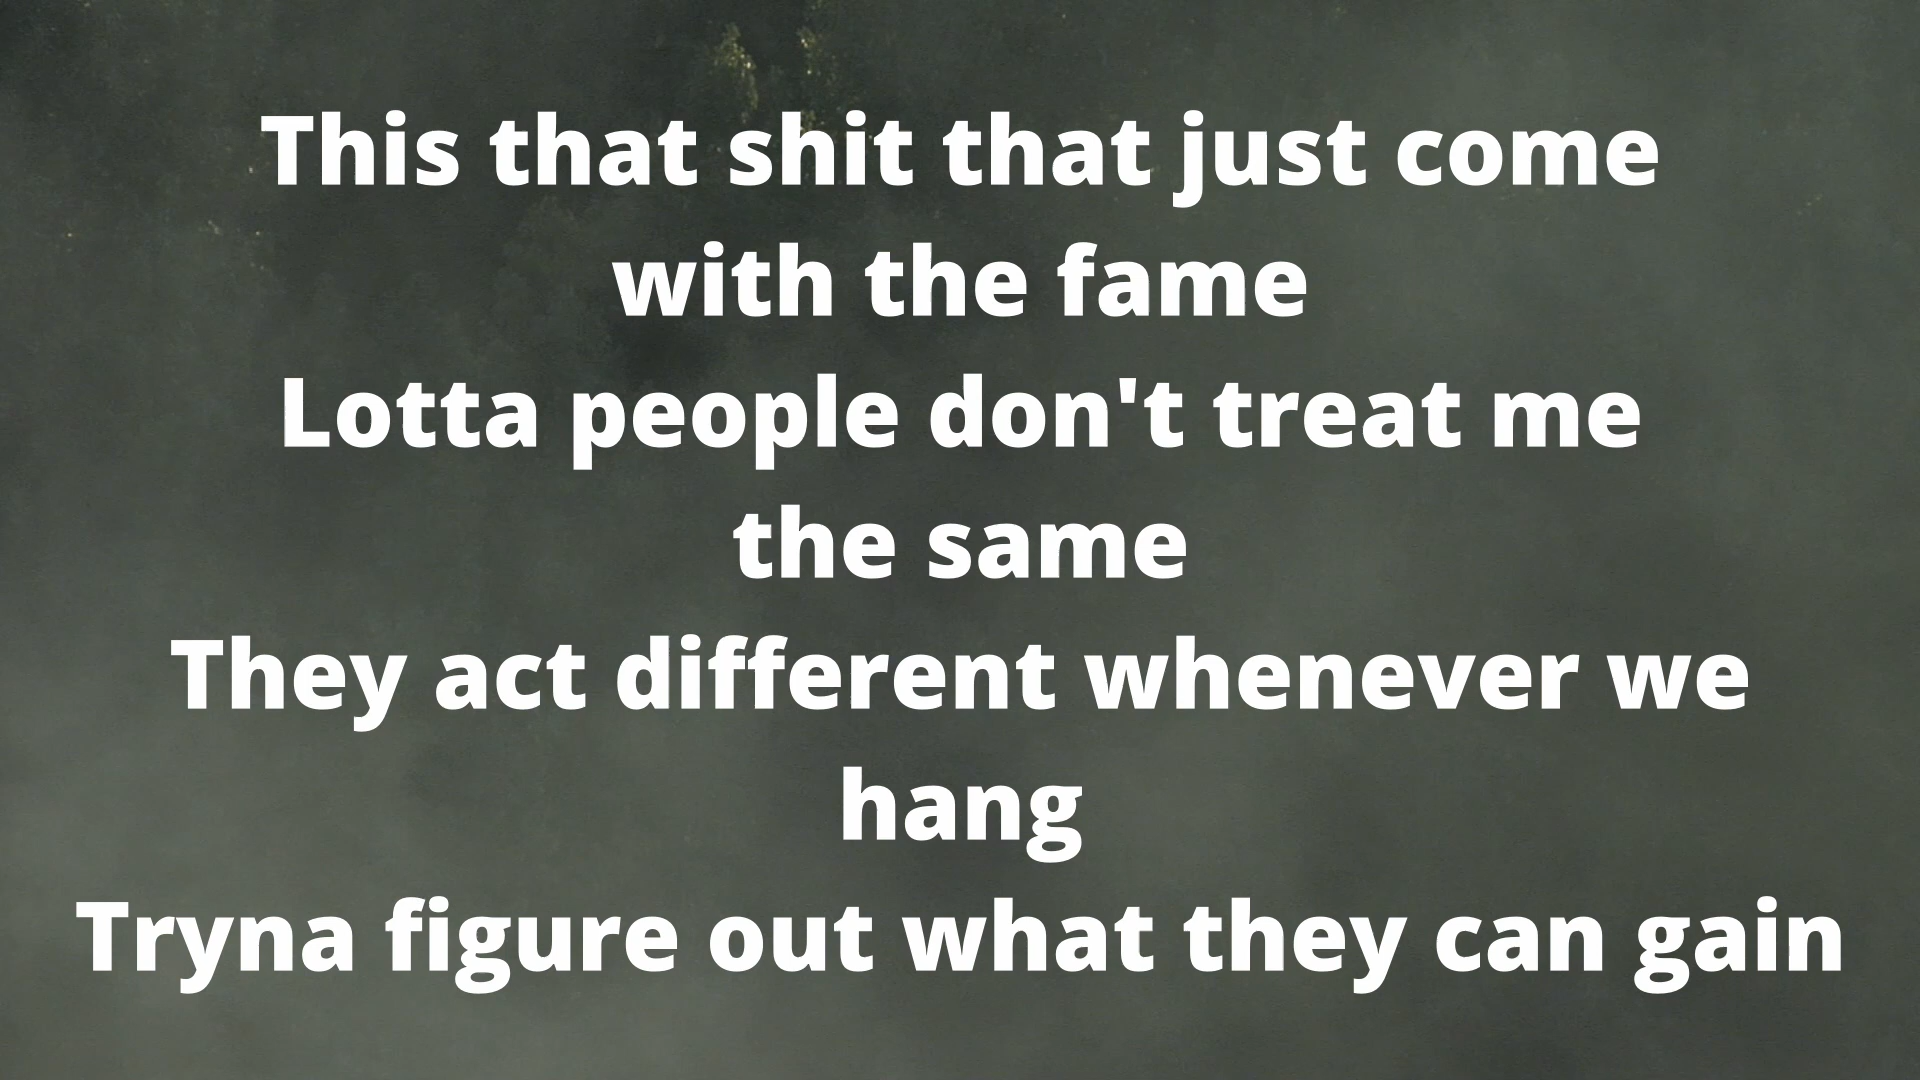 This that shit that just come
with the fame
Lotta people don't treat me
the same
They act different whenever we
hang
Tryna figure out what they can gain